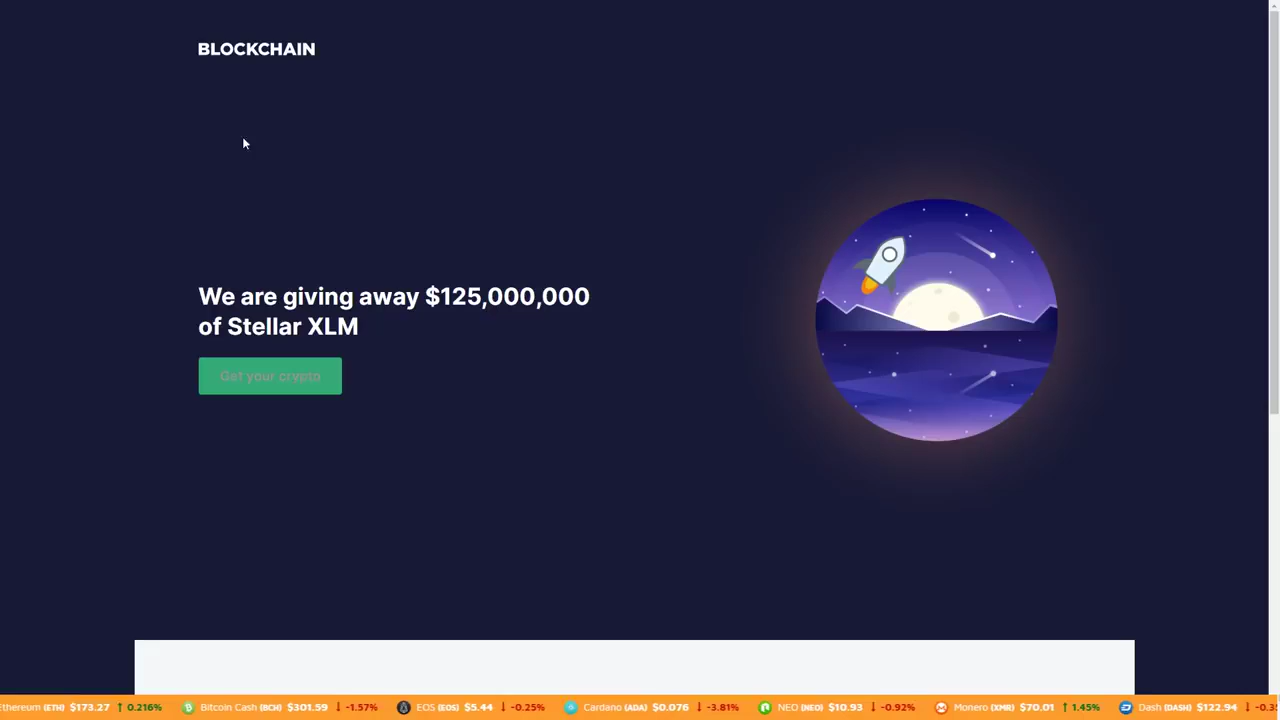 BLOCKCHAIN
We are giving away $125,000,000
of Stellar XLM
Get your crypto
Ethereum (ETH) $173.27 ↑ 0.216% Bitcoin Cash (BCH) $301.59 ↓ -1.57% EOS (EOS) $5.44 ↓ -0.25% Cardano (ADA) $0.076 ↓ -3.81% NEO (NEO) $10.93 ↓ -0.92% Monero (XMR) $70.01 ↑ 1.45% Dash (DASH) $122.94 ↓